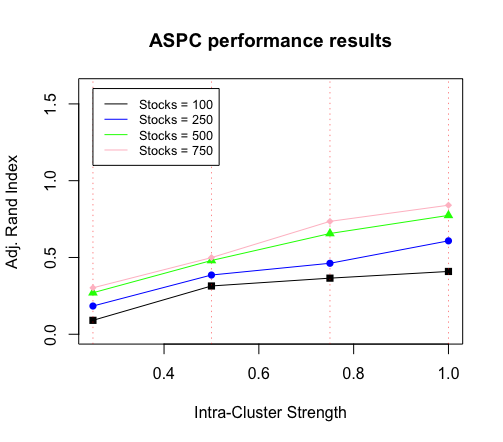 ASPC performance results
Stocks = 100
Stocks = 250
Stocks = 500
Stocks = 750
Adj. Rand Index
0.0
0.5
1.0
1.5
0.4
0.6
0.8
1.0
Intra-Cluster Strength